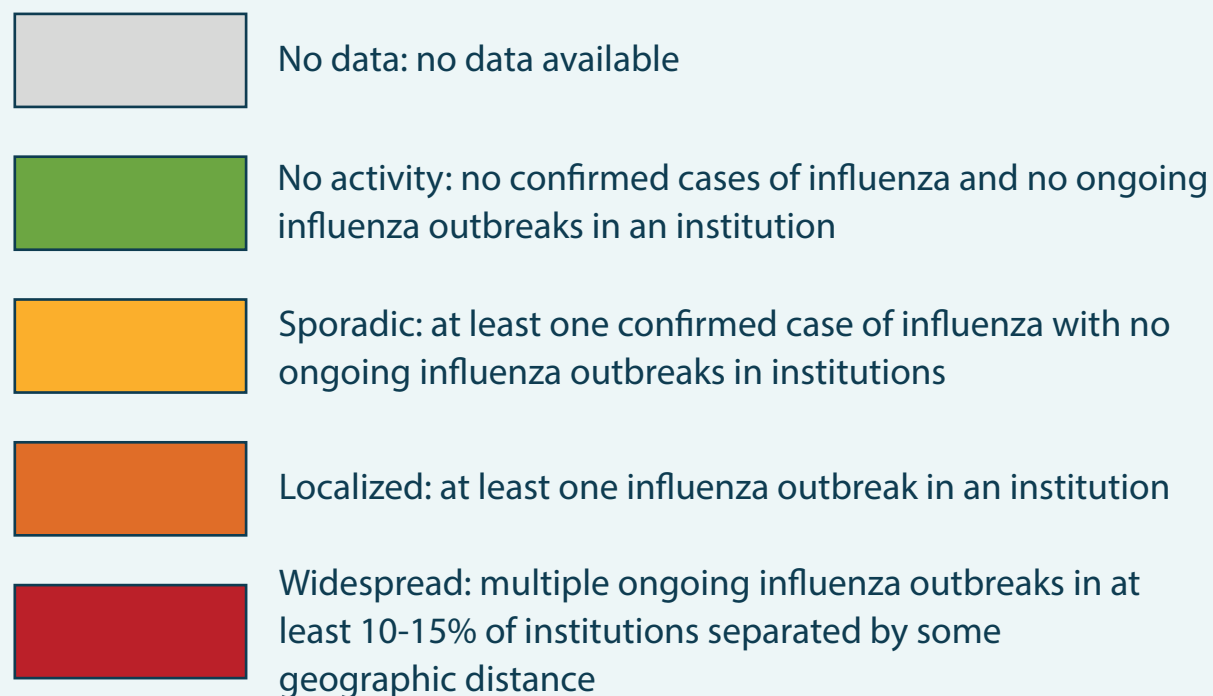 No data: no data available
No activity: no confirmed cases of influenza and no ongoing
influenza outbreaks in an institution
Sporadic: at least one confirmed case of influenza with no
ongoing influenza outbreaks in institutions
Localized: at least one influenza outbreak in an institution
Widespread: multiple ongoing influenza outbreaks in at
least 10-15% of institutions separated by some
geographic distance